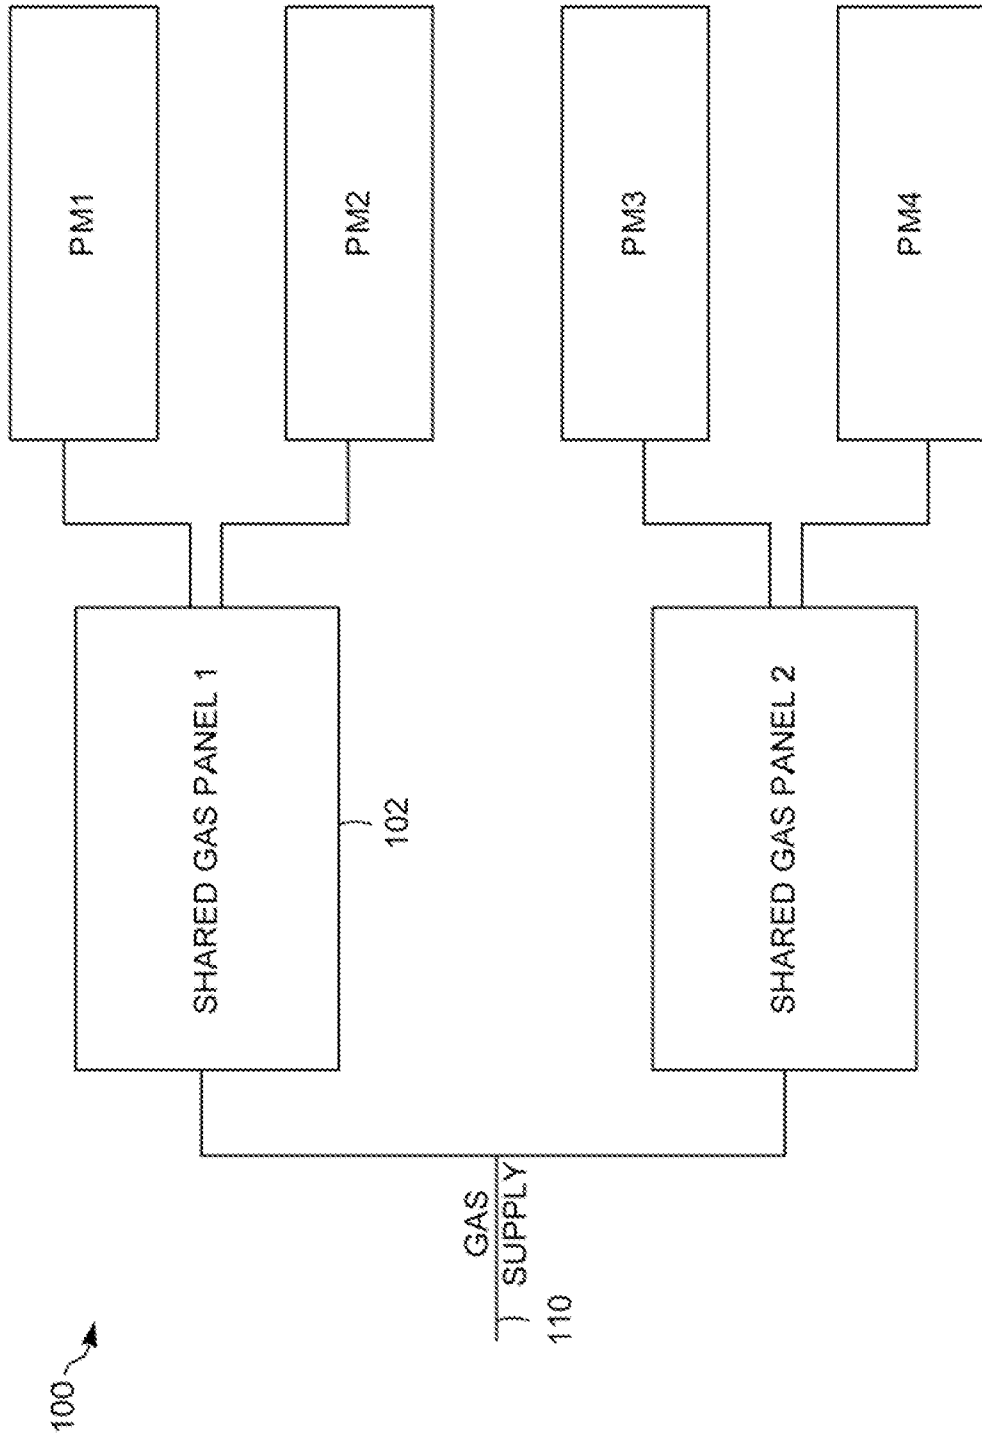 100
GAS
SUPPLY
110
SHARED GAS PANEL 1
102
SHARED GAS PANEL 2
PM1
PM2
PM3
PM4